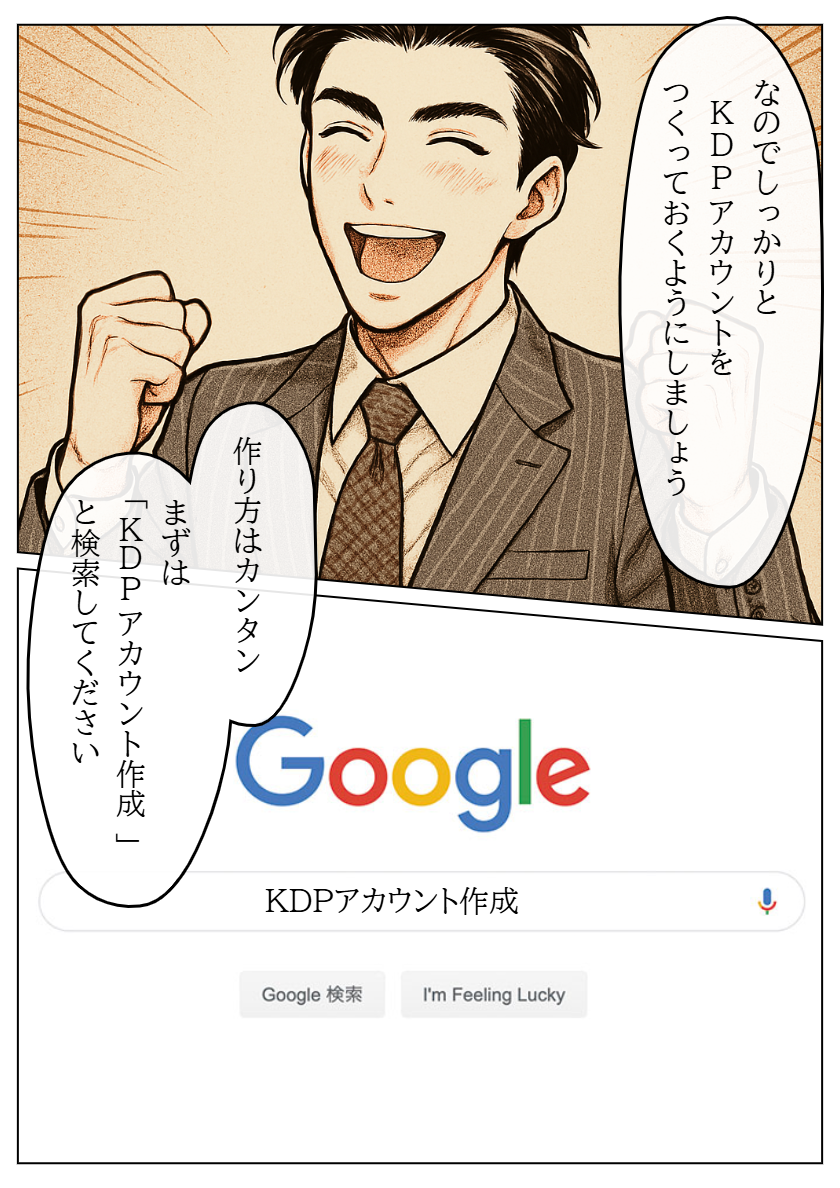 なのでしっかりと
KDPアカウントを
つくっておくようにしましょう
作り方はカンタン
まずは
「KDPアカウント作成」
と検索してください
Google
KDPアカウント作成
Google 検索
I'm Feeling Lucky